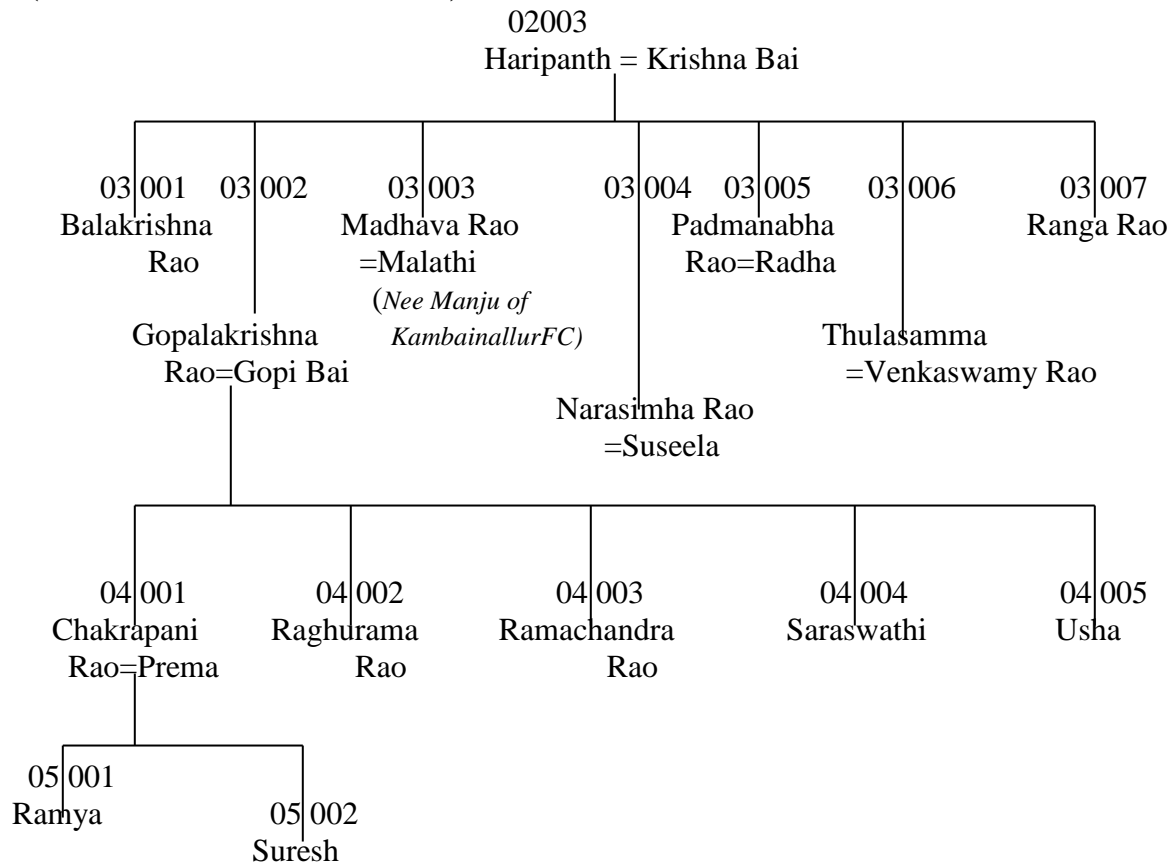 02003
Haripanth = Krishna Bai
03 001 03 002 03 003 03 004 03 005 03 006 03 007
Balakrishna Madhava Rao Padmanabha Ranga Rao
Rao =Malathi Rao=Radha
(Nee Manju of
Gopalakrishna KambainallurFC) Thulasamma
Rao=Gopi Bai =Venkaswamy Rao
Narasimha Rao
=Suseela
04 001 04 002 04 003 04 004 04 005
Chakrapani Raghurama Ramachandra Saraswathi Usha
Rao=Prema Rao Rao
05 001
Ramya 05 002
Suresh